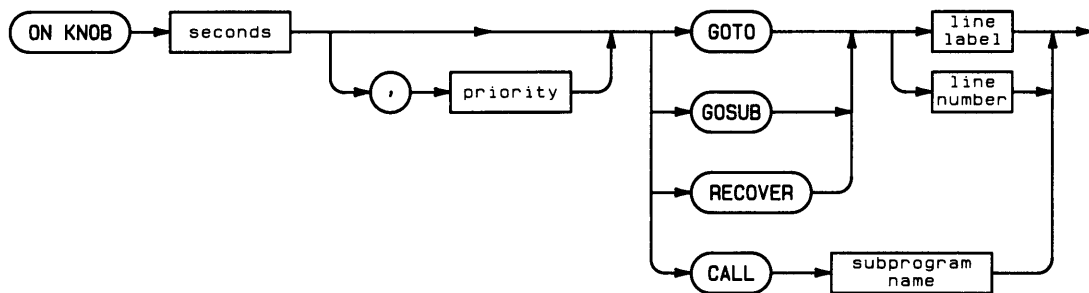 ON KNOB
seconds
,
priority
GOTO
GOSUB
RECOVER
CALL
line
label
line
number
subprogram
name